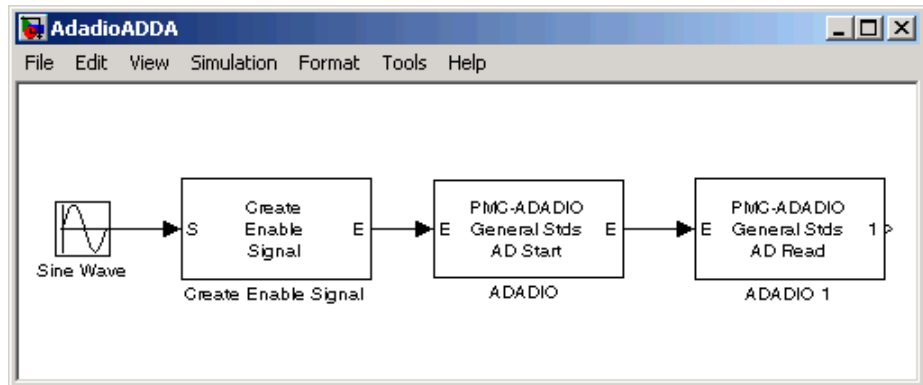 AdadioADDA
File Edit View Simulation Format Tools Help
Sine Wave
S
Create
Enable
Signal
E
Create Enable Signal
E
PMC-ADADIO
General Stds
AD Start
E
ADADIO
E
PMC-ADADIO
General Stds
AD Read
1
ADADIO 1